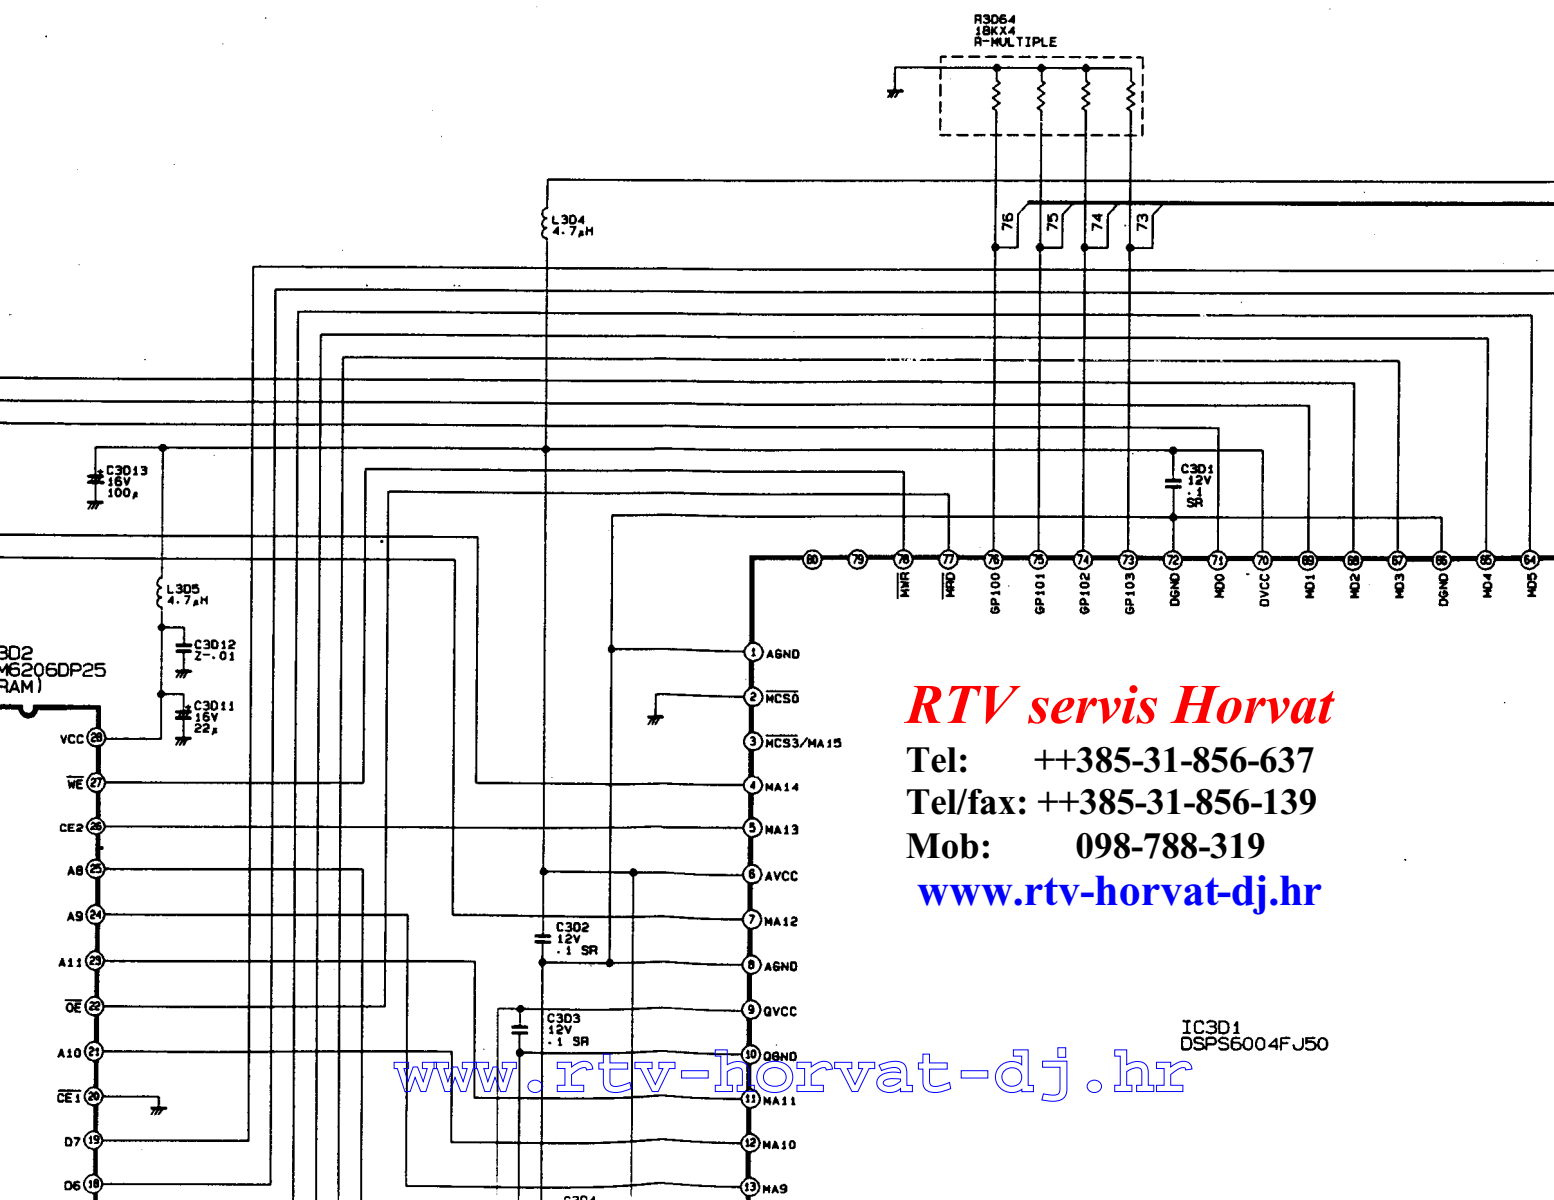 R3D64
18KX4
R-MULTIPLE
L3D4
4.7μH
76
75
74
73
C3D13
16V
100μ
C3D1
12V
.1
SR
80
79
78
77
76
75
74
73
72
71
70
69
68
67
66
65
64
MWR
MRD
GP100
GP101
GP102
GP103
DGND
MD0
DVCC
MD1
MD2
MD3
DGND
MD4
MD5
L3D5
4.7μH
C3D12
Z-.01
3D2
M6206DP25
RAM)
C3D11
16V
22μ
VCC 28
WE 27
CE2 26
A8 25
A9 24
A11 23
OE 22
A10 21
CE1 20
D7 19
D6 18
1 AGND
2 MCS0
3 MCS3/MA15
4 MA14
5 MA13
6 AVCC
7 MA12
8 AGND
9 QVCC
10 QGND
11 MA11
12 MA10
13 MA9
C3D2
12V
.1 SR
C3D3
12V
.1 SR
C3D4
RTV servis Horvat
Tel: ++385-31-856-637
Tel/fax: ++385-31-856-139
Mob: 098-788-319
www.rtv-horvat-dj.hr
IC3D1
DSPS6004FJ50
www.rtv-horvat-dj.hr